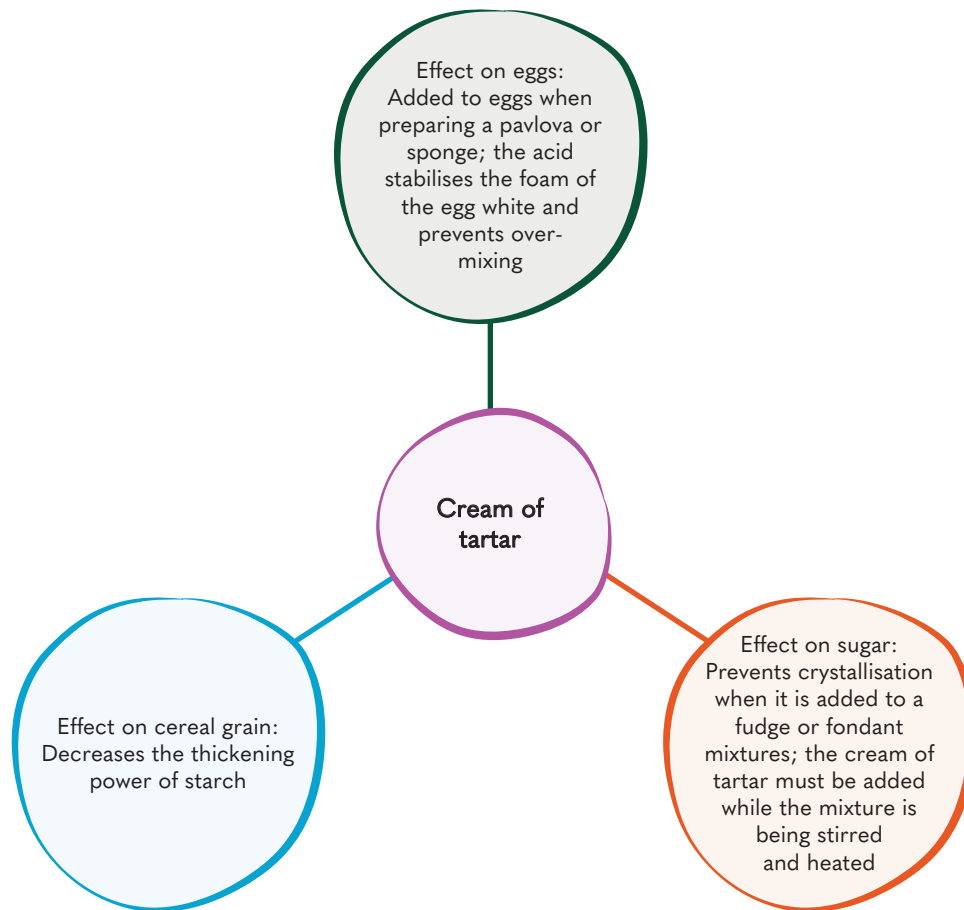 Effect on eggs:
Added to eggs when
preparing a pavlova or
sponge; the acid
stabilises the foam of
the egg white and
prevents over-
mixing
Cream of
tartar
Effect on cereal grain:
Decreases the thickening
power of starch
Effect on sugar:
Prevents crystallisation
when it is added to a
fudge or fondant
mixtures; the cream of
tartar must be added
while the mixture is
being stirred
and heated